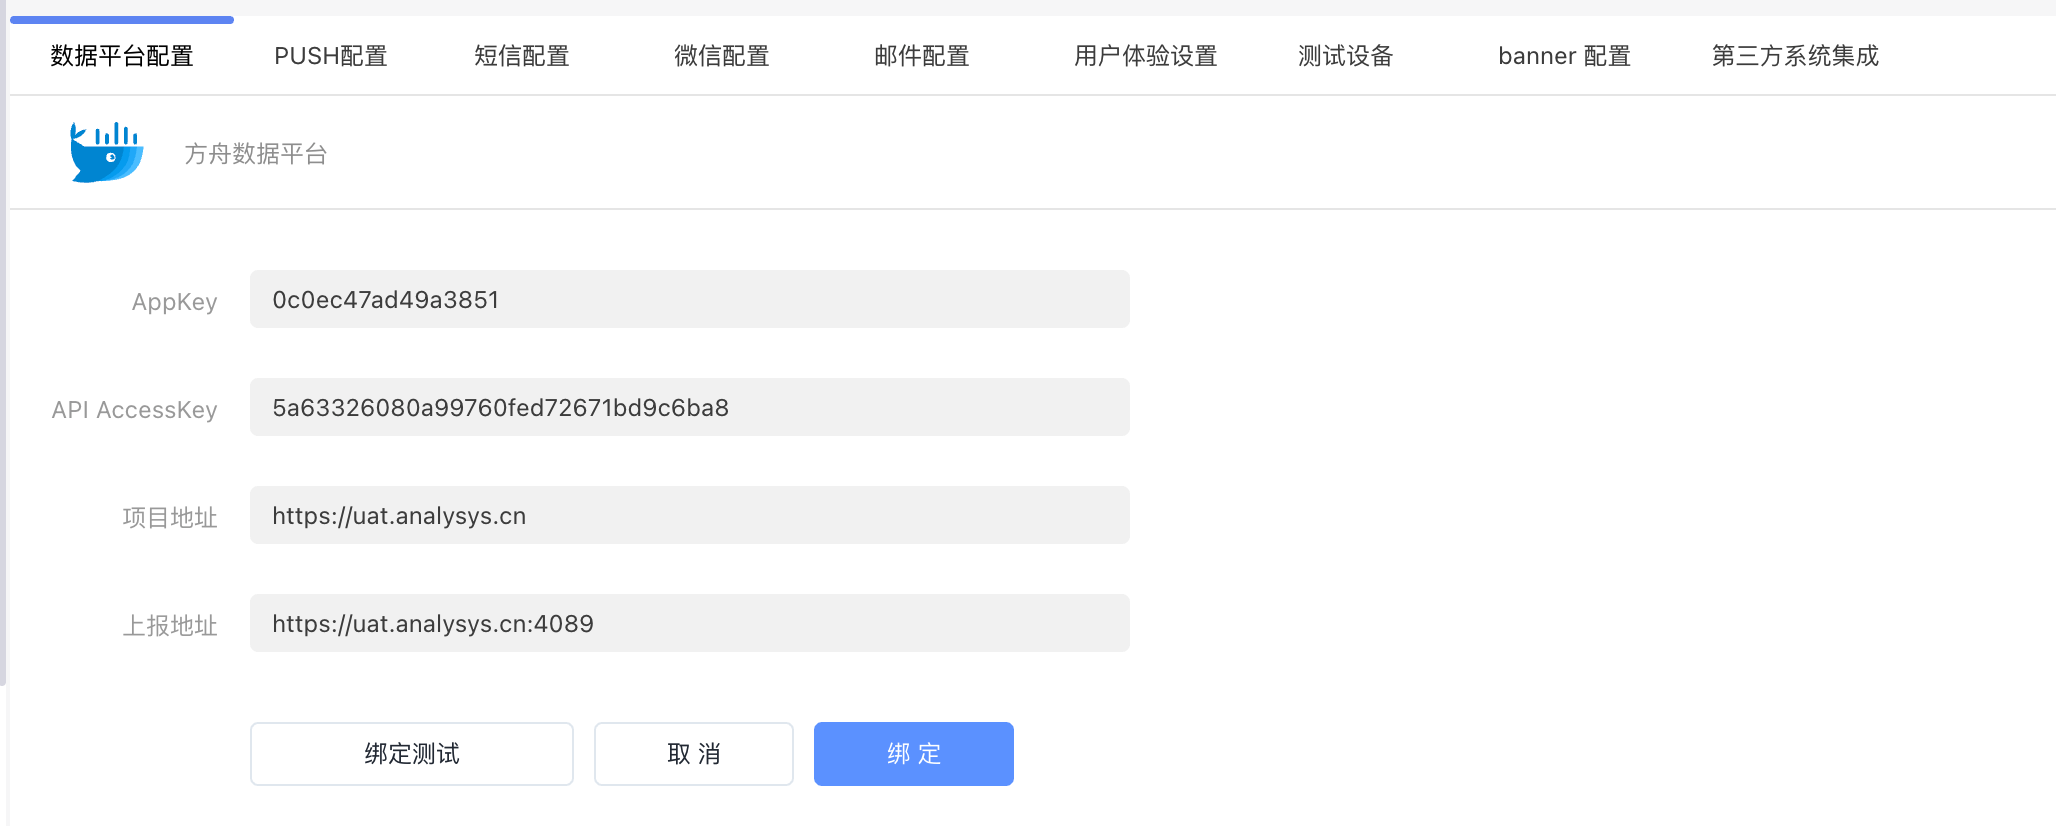 数据平台配置 PUSH配置 短信配置 微信配置 邮件配置 用户体验设置 测试设备 banner 配置 第三方系统集成
方舟数据平台
AppKey 0c0ec47ad49a3851
API AccessKey 5a63326080a99760fed72671bd9c6ba8
项目地址 https://uat.analysys.cn
上报地址 https://uat.analysys.cn:4089
绑定测试 取 消 绑 定